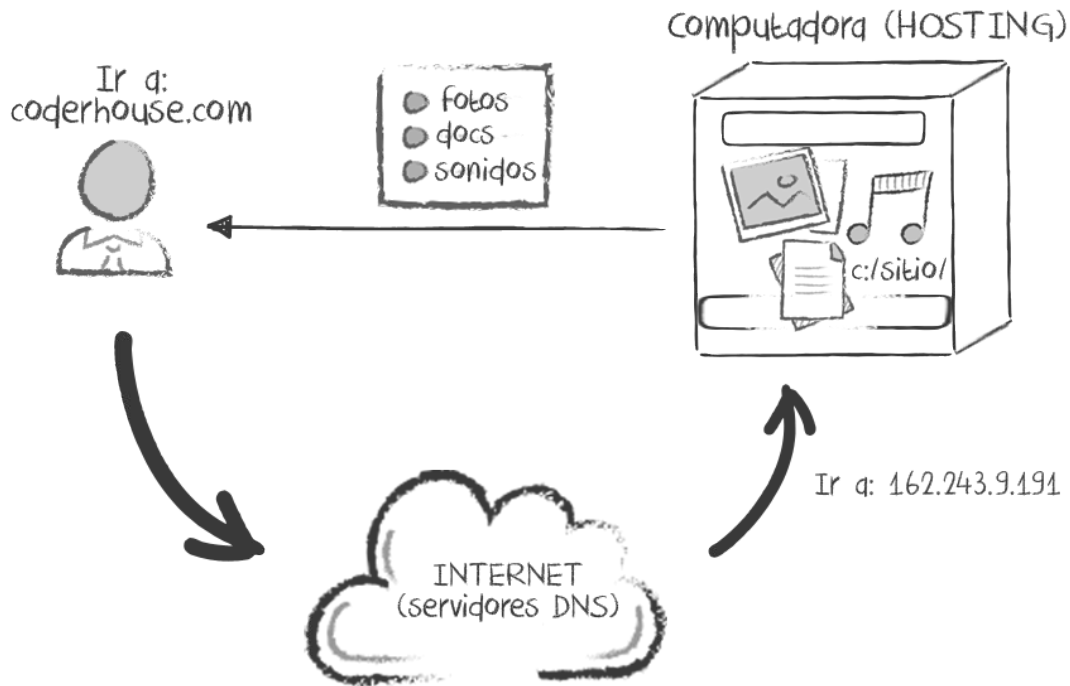 Computadora (HOSTING)
Ir a:
coderhouse.com
fotos
docs
sonidos
c:/sitio/
Ir a: 162.243.9.191
INTERNET
(servidores DNS)